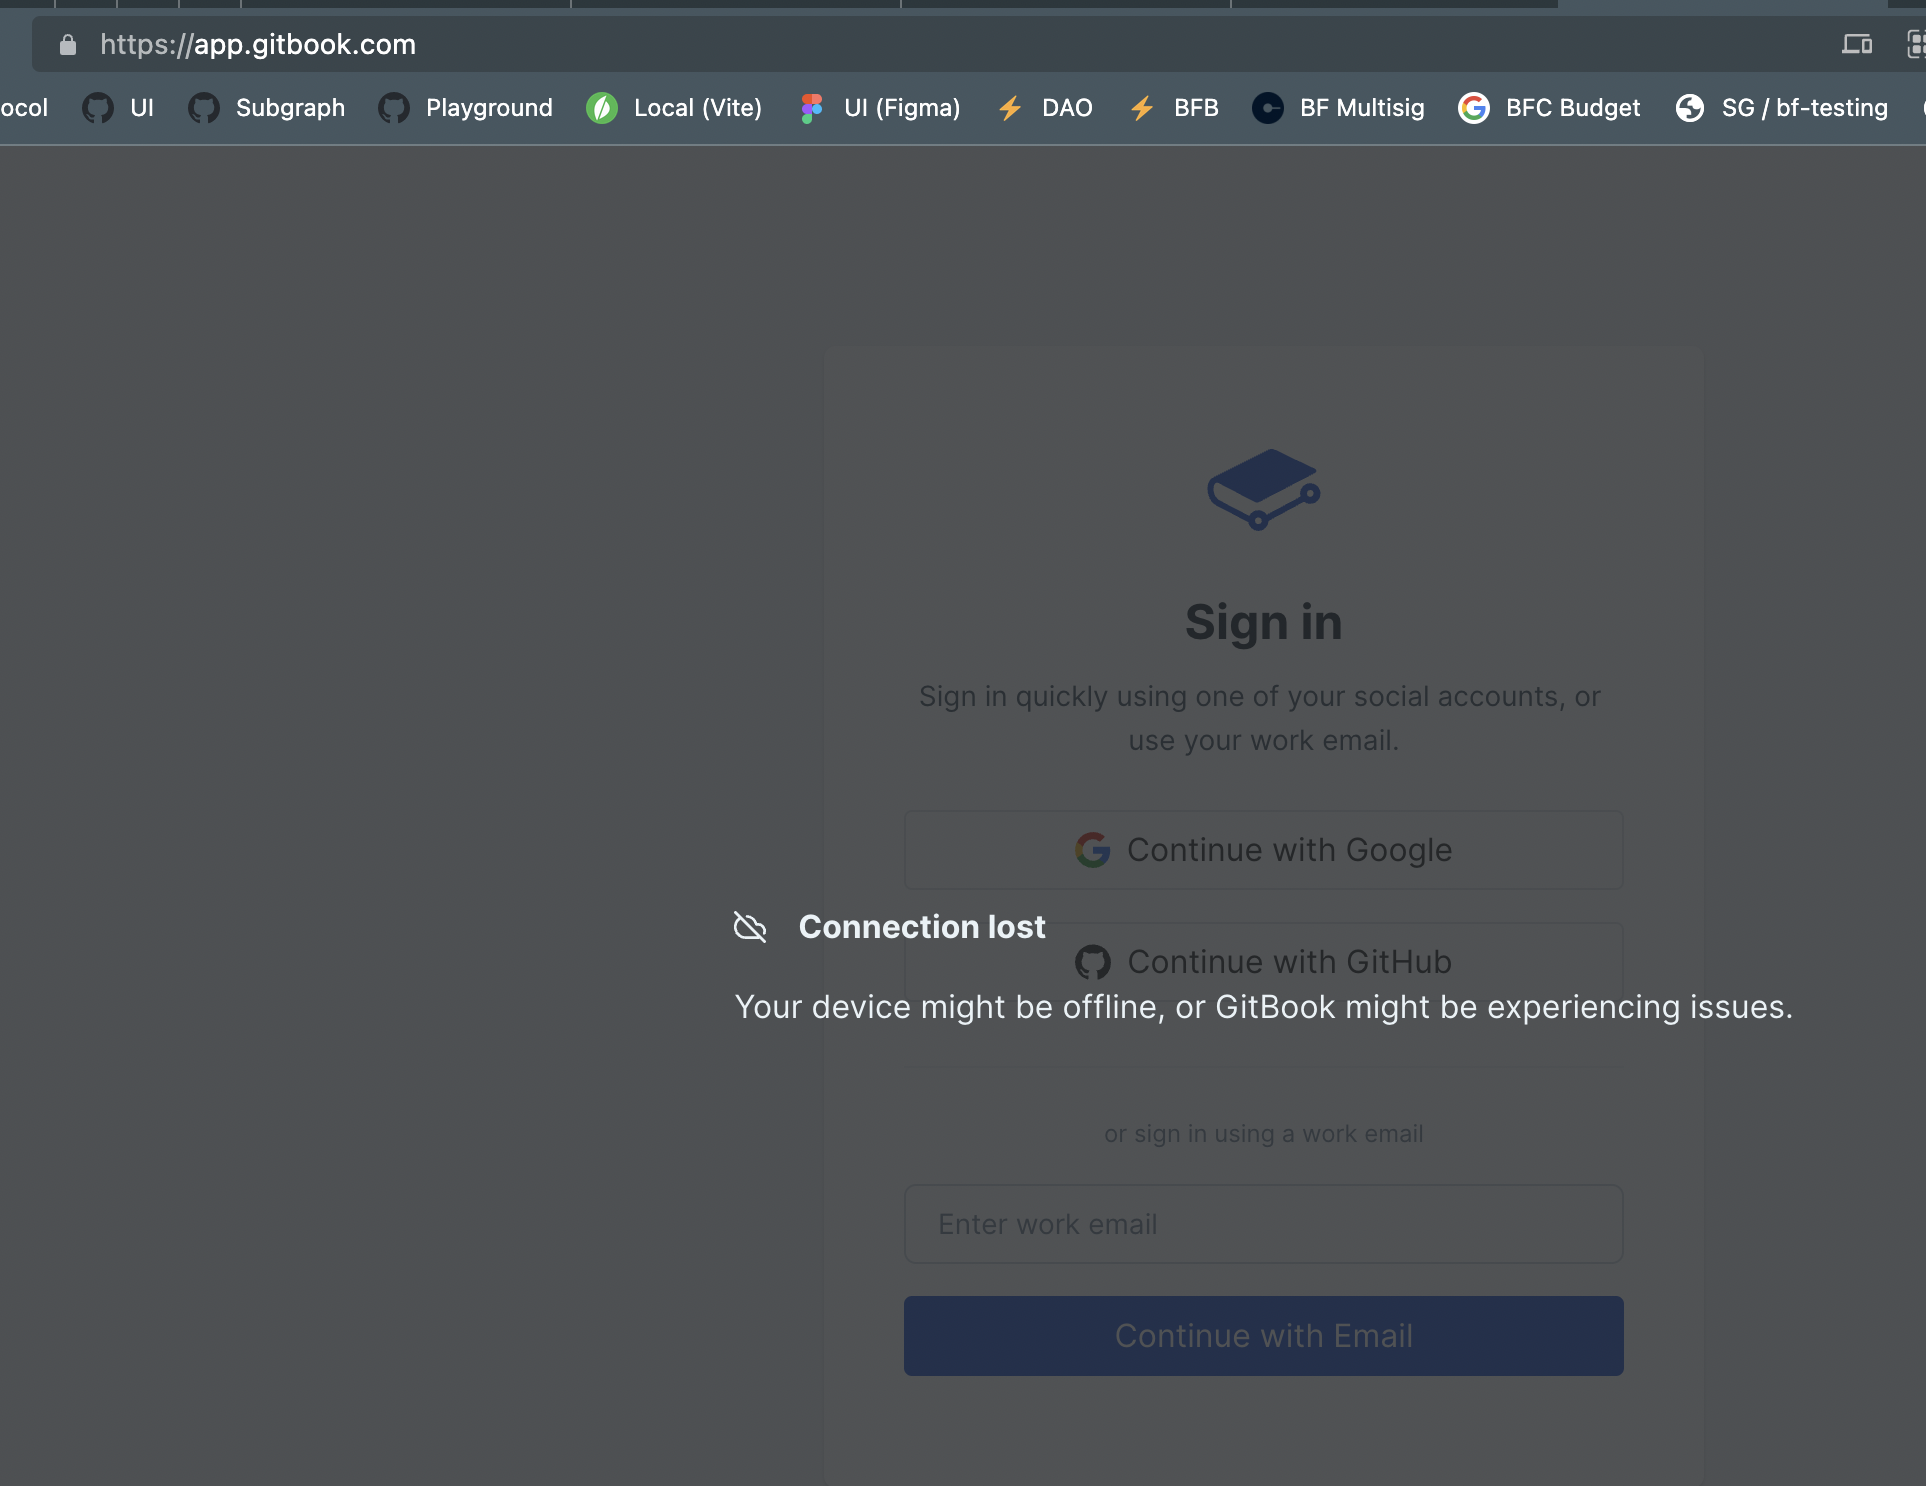 https://app.gitbook.com
ocol UI Subgraph Playground Local (Vite) UI (Figma) DAO BFB BF Multisig BFC Budget SG / bf-testing
Sign in
Sign in quickly using one of your social accounts, or
use your work email.
Continue with Google
Connection lost
Continue with GitHub
Your device might be offline, or GitBook might be experiencing issues.
or sign in using a work email
Enter work email
Continue with Email